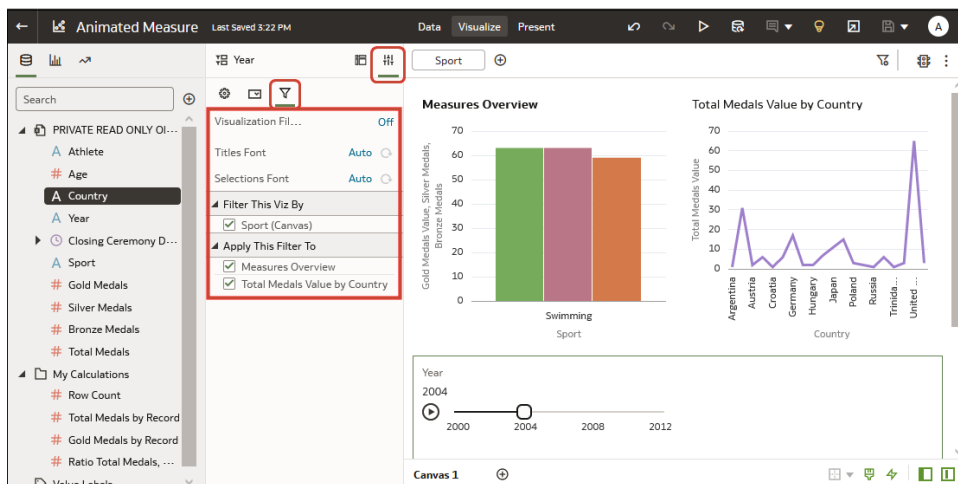 Animated Measure Last Saved 3:22 PM Data Visualize Present A
Year
Search
PRIVATE READ ONLY Ol...
A Athlete
# Age
A Country
A Year
Closing Ceremony D...
A Sport
# Gold Medals
# Silver Medals
# Bronze Medals
# Total Medals
My Calculations
# Row Count
# Total Medals by Record
# Gold Medals by Record
# Ratio Total Medals, ...
Value Labels
Visualization Fil... Off
Titles Font Auto
Selections Font Auto
Filter This Viz By
Sport (Canvas)
Apply This Filter To
Measures Overview
Total Medals Value by Country
Sport
Measures Overview
Gold Medals Value, Silver Medals,
Bronze Medals
70
60
50
40
30
20
10
0
Swimming
Sport
Total Medals Value by Country
Total Medals Value
70
60
50
40
30
20
10
0
Argentina
Austria
Croatia
Germany
Hungary
Japan
Poland
Russia
Trinida...
United ...
Country
Year
2004
2000 2004 2008 2012
Canvas 1